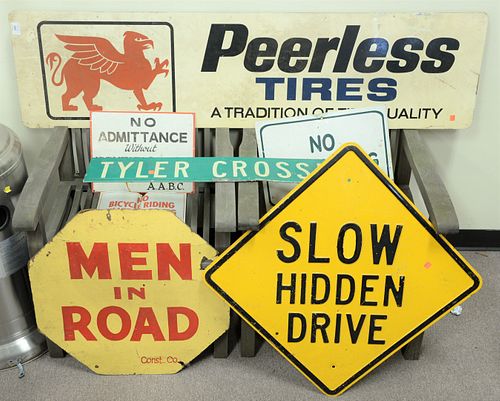 Peerless
TIRES
A TRADITION OF QUALITY
NO
ADMITTANCE
Without
A.A.B.C.
NO
TYLER CROSS
NO
BICYCLE RIDING
MEN
IN
ROAD
Const. Co.
SLOW
HIDDEN
DRIVE